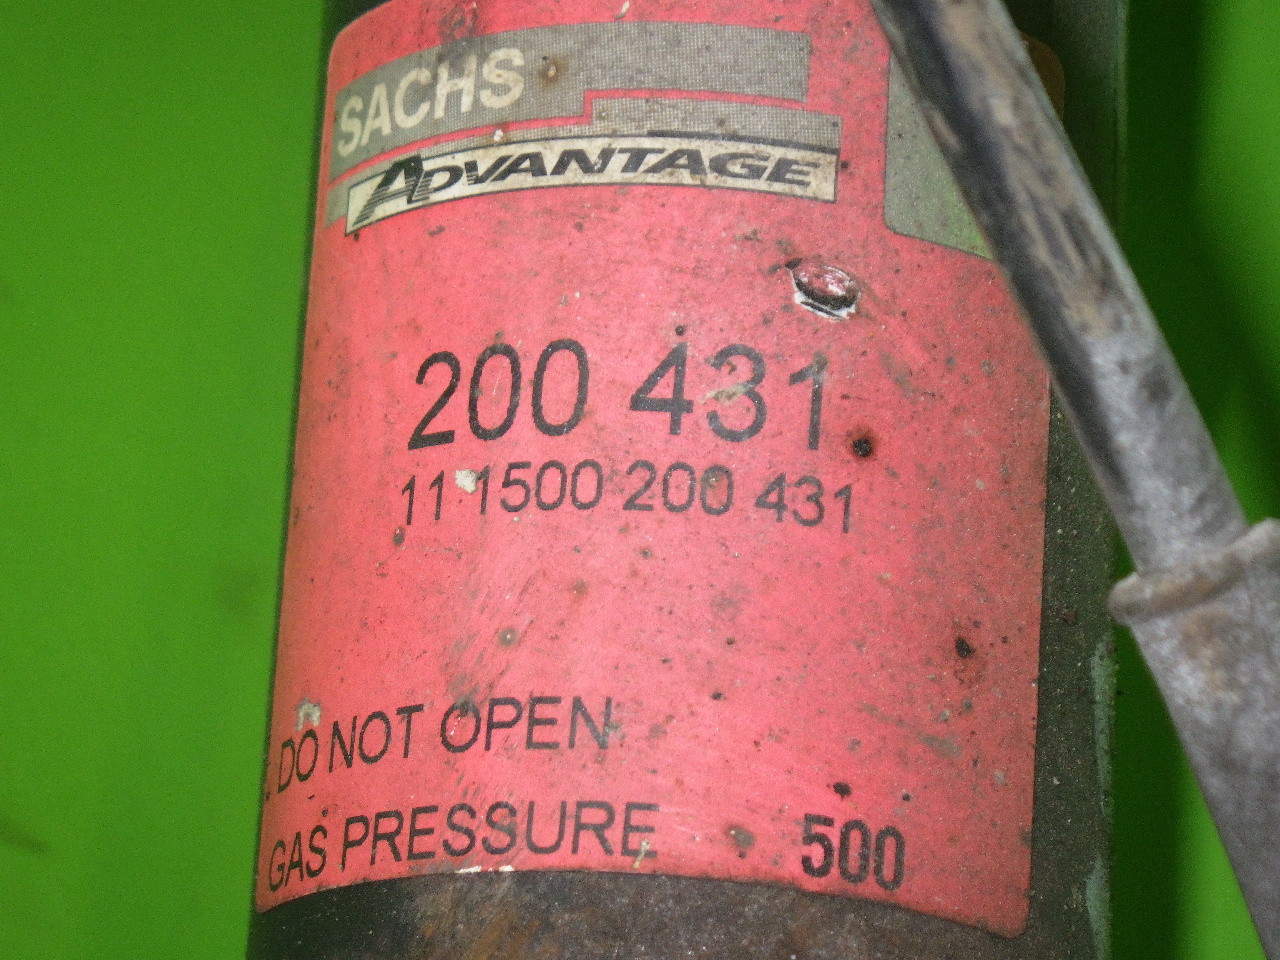 SACHS
ADVANTAGE
200 431
11 1500 200 431
. DO NOT OPEN
GAS PRESSURE 500